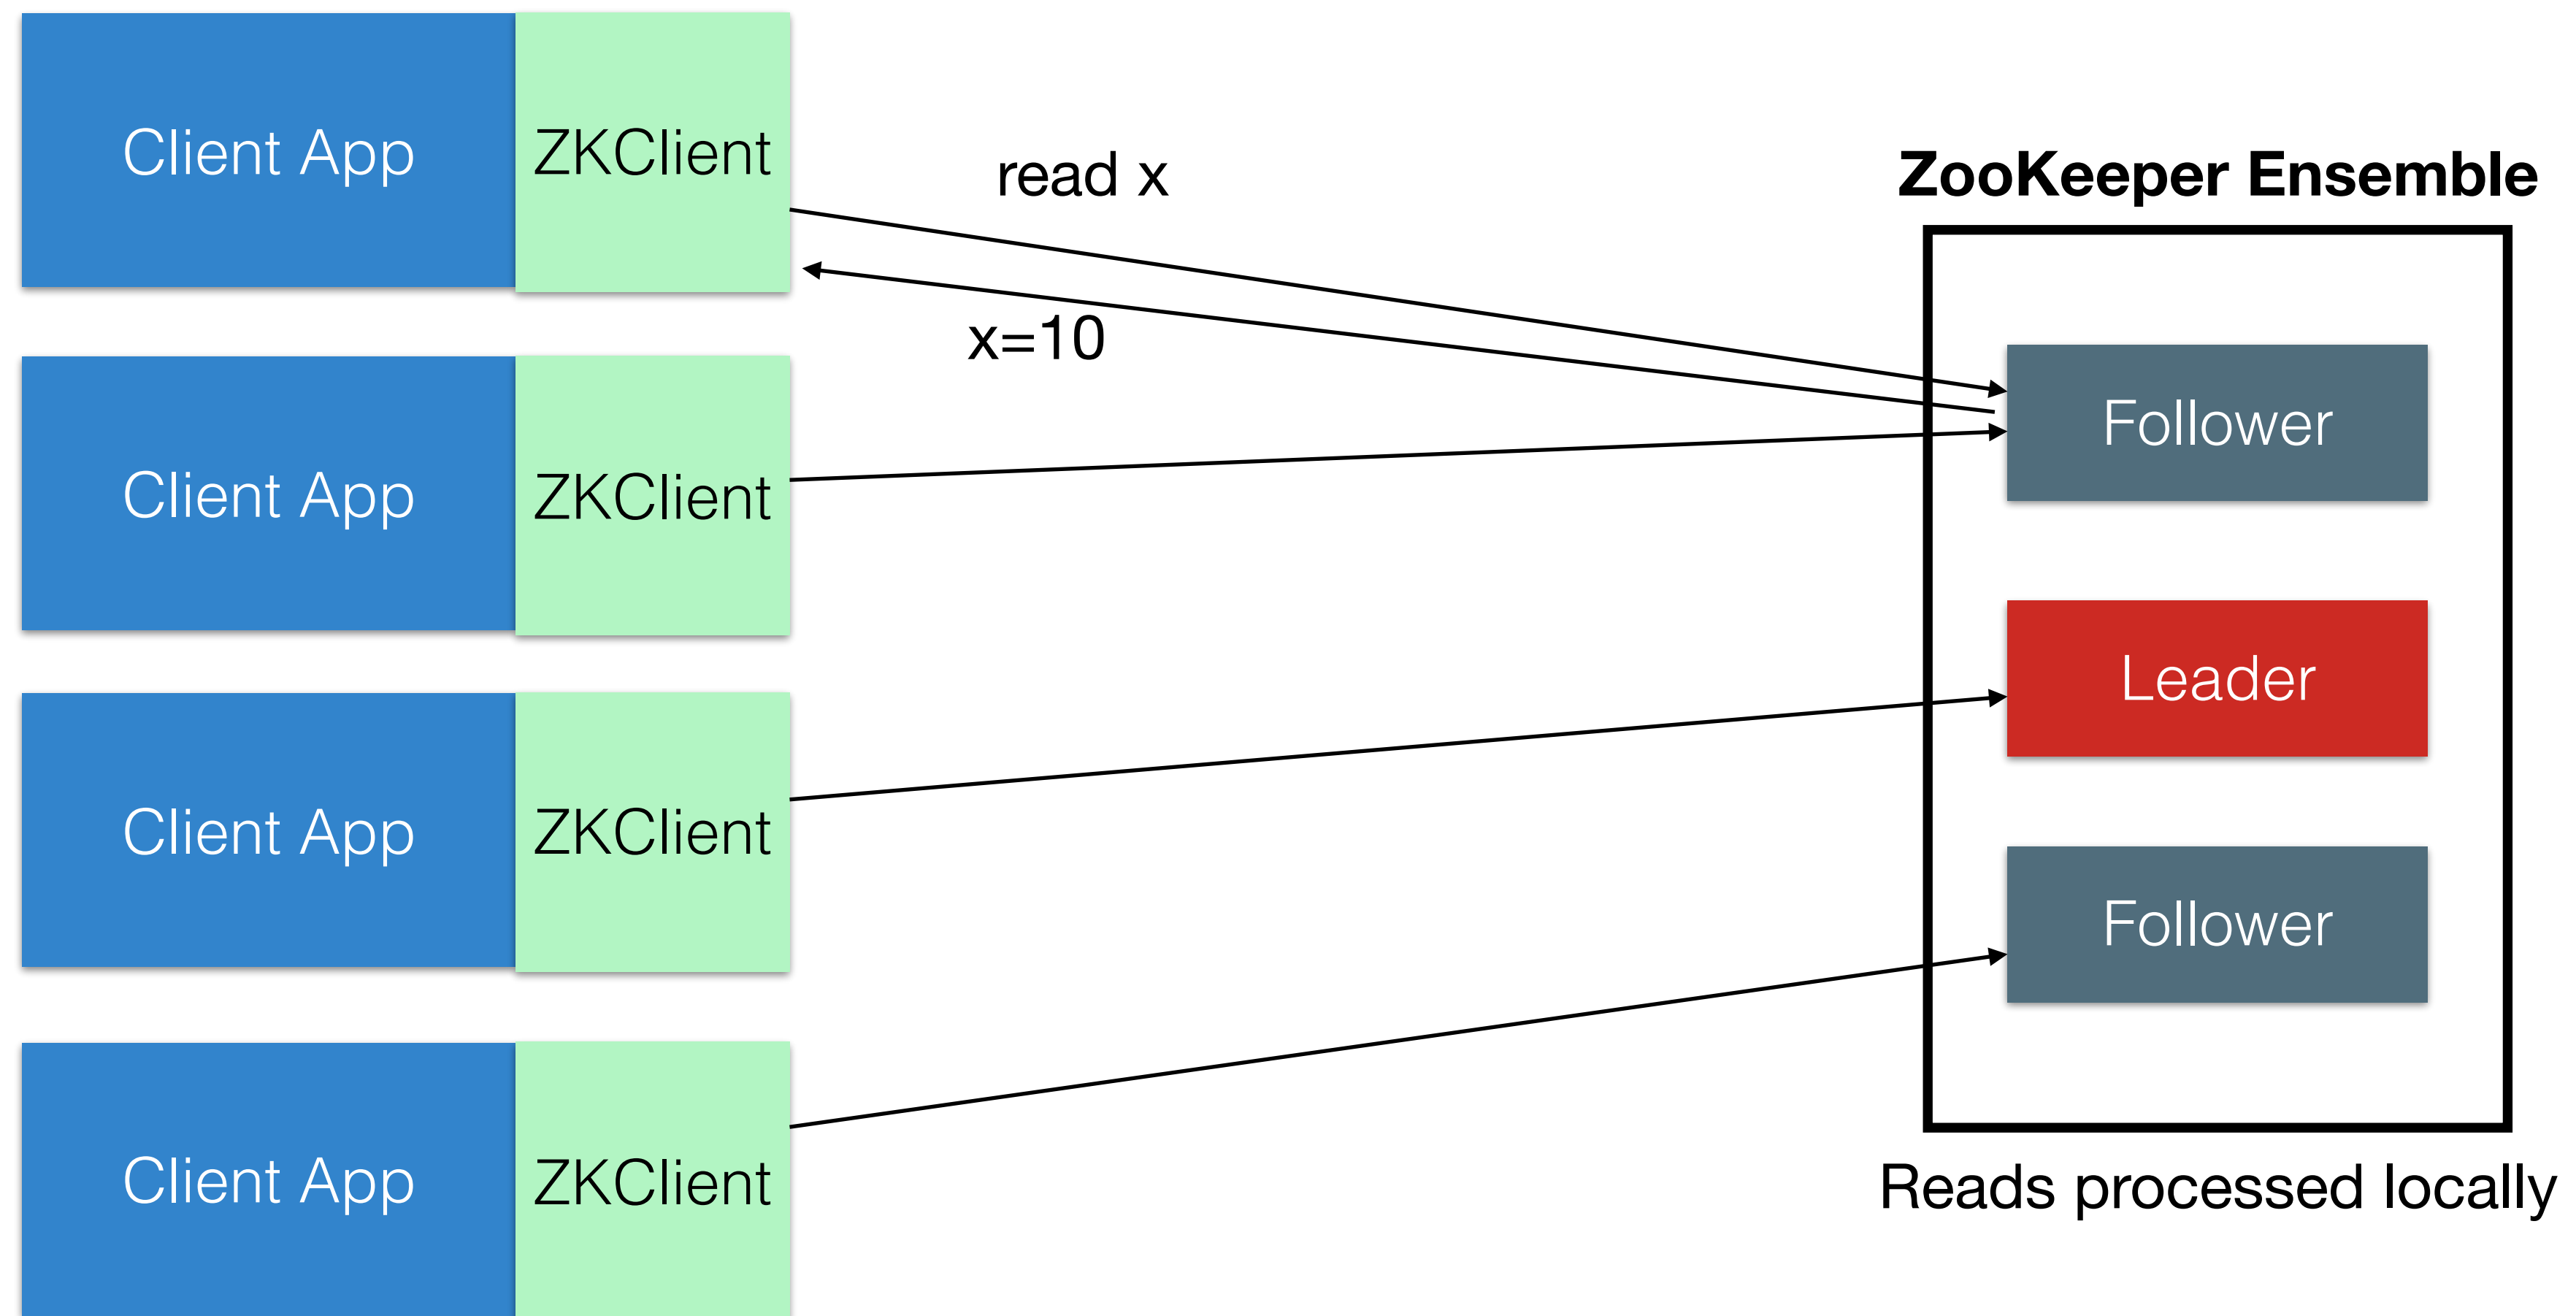 Client App
ZKClient
read x
x=10
Client App
ZKClient
Client App
ZKClient
Client App
ZKClient
ZooKeeper Ensemble
Follower
Leader
Follower
Reads processed locally